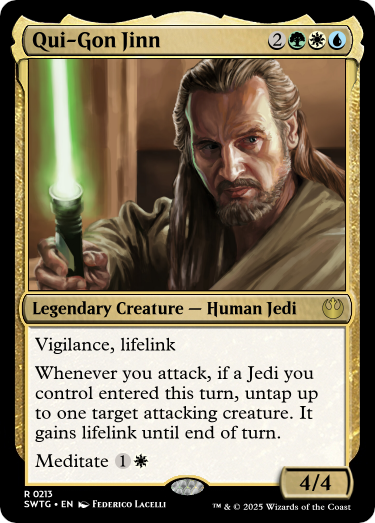 Qui-Gon Jinn 2
Legendary Creature — Human Jedi
Vigilance, lifelink
Whenever you attack, if a Jedi you
control entered this turn, untap up
to one target attacking creature. It
gains lifelink until end of turn.
Meditate 1
4/4
R 0213
SWTG • EN Federico Lacelli
™ & © 2025 Wizards of the Coast